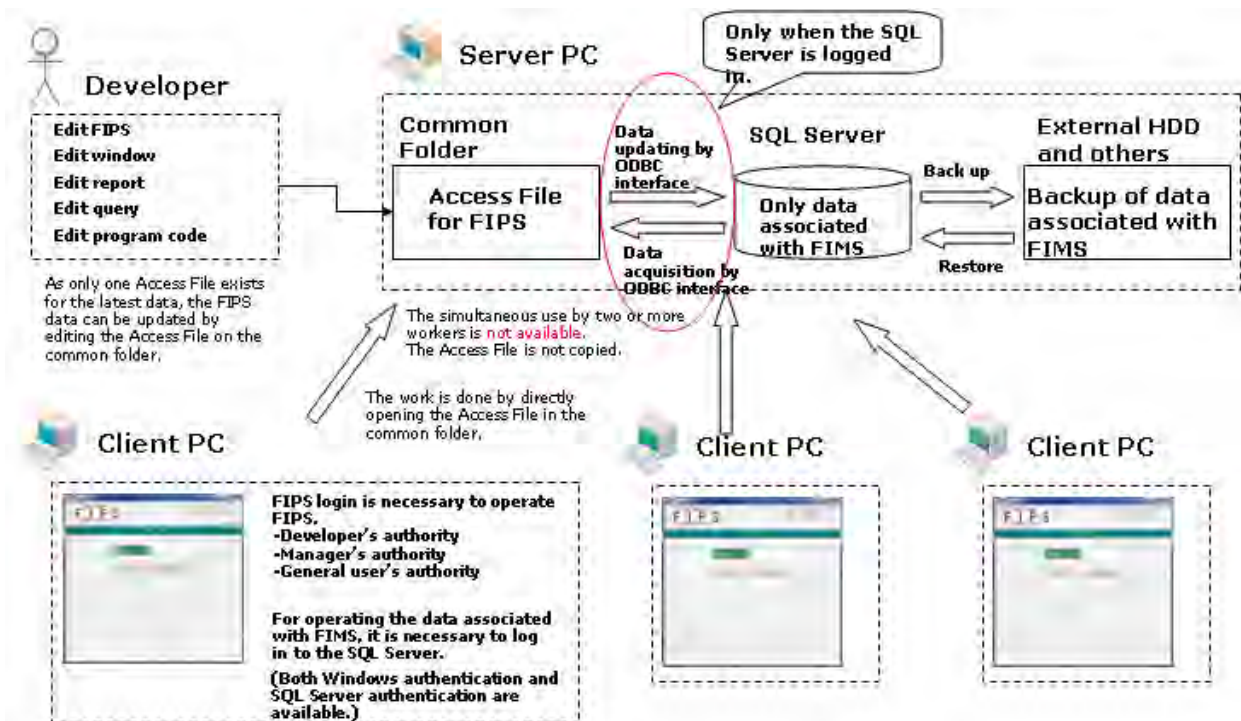 Only when the SQL
Server is logged
in.
Server PC
Developer
Edit FIPS
Edit window
Edit report
Edit query
Edit program code
As only one Access File exists
for the latest data, the FIPS
data can be updated by
editing the Access File on the
common folder.
Common
Folder
Access File
for FIPS
Data
updating by
ODBC
interface
Data
acquisition by
ODBC interface
SQL Server
Only data
associated
with FIMS
Back up
Restore
External HDD
and others
Backup of data
associated with
FIMS
The simultaneous use by two or more
workers is not available.
The Access File is not copied.
The work is done by directly
opening the Access File in the
common folder.
Client PC
FIPS
FIPS login is necessary to operate
FIPS.
-Developer's authority
-Manager's authority
-General user's authority
For operating the data associated
with FIMS, it is necessary to log
in to the SQL Server.
(Both Windows authentication and
SQL Server authentication are
available.)
Client PC
FIPS
Client PC
FIPS